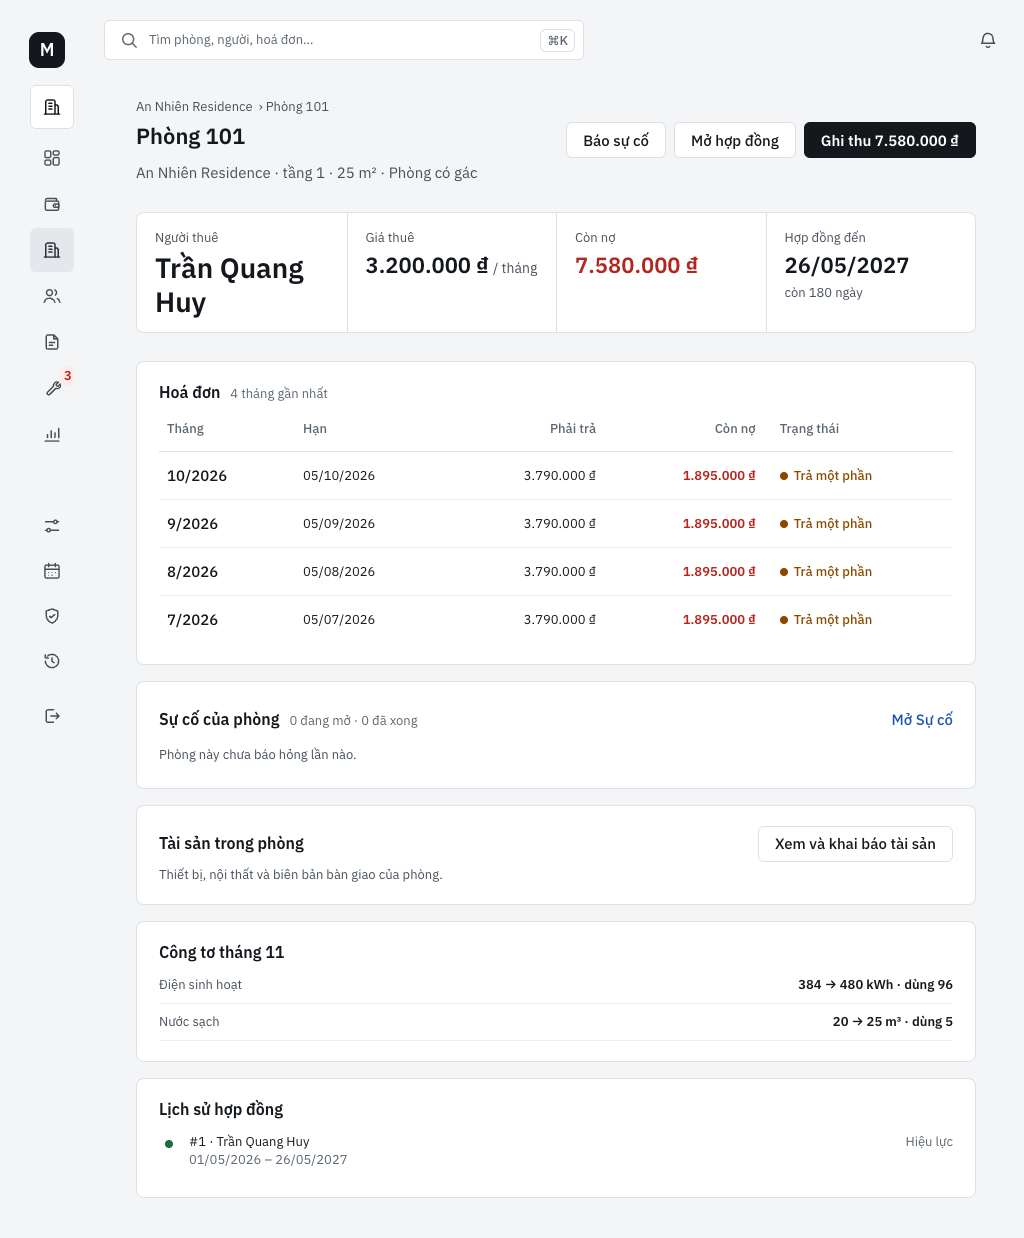 M
Tìm phòng, người, hoá đơn...
⌘K
An Nhiên Residence › Phòng 101
Phòng 101
Báo sự cố
Mở hợp đồng
Ghi thu 7.580.000 ₫
An Nhiên Residence · tầng 1 · 25 m² · Phòng có gác
Người thuê
Trần Quang
Huy
Giá thuê
3.200.000 ₫ / tháng
Còn nợ
7.580.000 ₫
Hợp đồng đến
26/05/2027
còn 180 ngày
3
Hoá đơn 4 tháng gần nhất
Tháng Hạn Phải trả Còn nợ Trạng thái
10/2026 05/10/2026 3.790.000 ₫ 1.895.000 ₫ Trả một phần
9/2026 05/09/2026 3.790.000 ₫ 1.895.000 ₫ Trả một phần
8/2026 05/08/2026 3.790.000 ₫ 1.895.000 ₫ Trả một phần
7/2026 05/07/2026 3.790.000 ₫ 1.895.000 ₫ Trả một phần
Sự cố của phòng 0 đang mở · 0 đã xong
Mở Sự cố
Phòng này chưa báo hỏng lần nào.
Tài sản trong phòng
Xem và khai báo tài sản
Thiết bị, nội thất và biên bản bàn giao của phòng.
Công tơ tháng 11
Điện sinh hoạt 384 → 480 kWh · dùng 96
Nước sạch 20 → 25 m³ · dùng 5
Lịch sử hợp đồng
#1 · Trần Quang Huy Hiệu lực
01/05/2026 – 26/05/2027